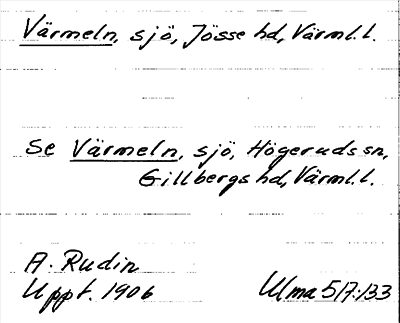 Värmeln, sjö, Jösse hd, Värml.l.
Se Värmeln, sjö, Högeruds sn,
Gillbergs hd, Värml.l.
A. Rudin
Uppt. 1906
Ulma 517:133